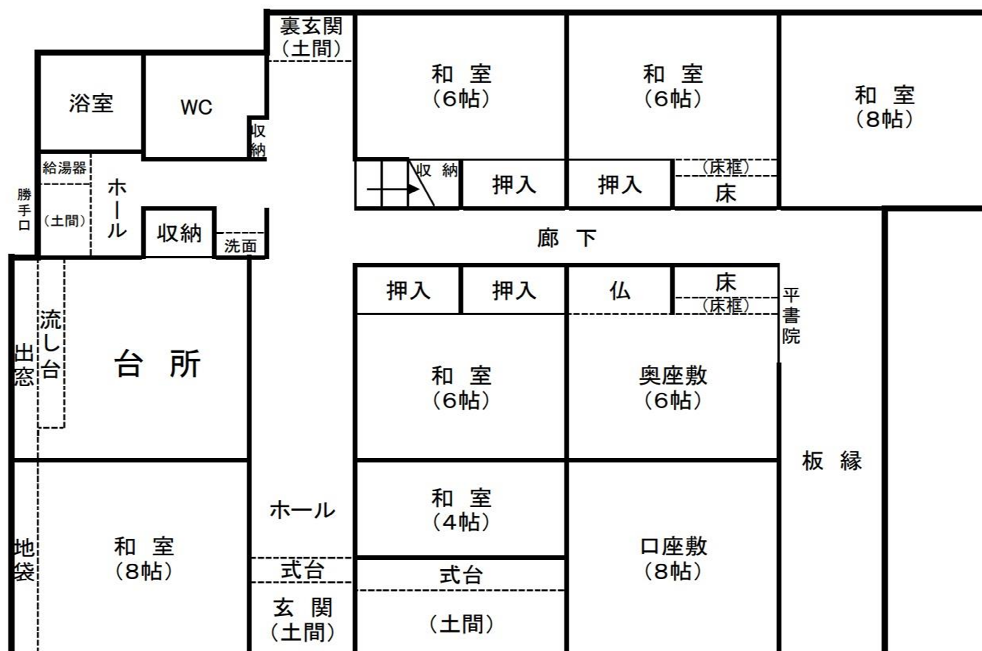 裏玄関
(土間)
和 室
(6帖)
和 室
(6帖)
和 室
(8帖)
浴室
WC
収納
給湯器
(土間)
勝手口
ホール
収納
洗面
収 納
押入
押入
(床框)
床
廊 下
押入
押入
仏
床
(床框)
平書院
出窓
流し台
台 所
和 室
(6帖)
奥座敷
(6帖)
板 縁
ホール
和 室
(4帖)
地袋
和 室
(8帖)
式台
玄 関
(土間)
式台
(土間)
口座敷
(8帖)